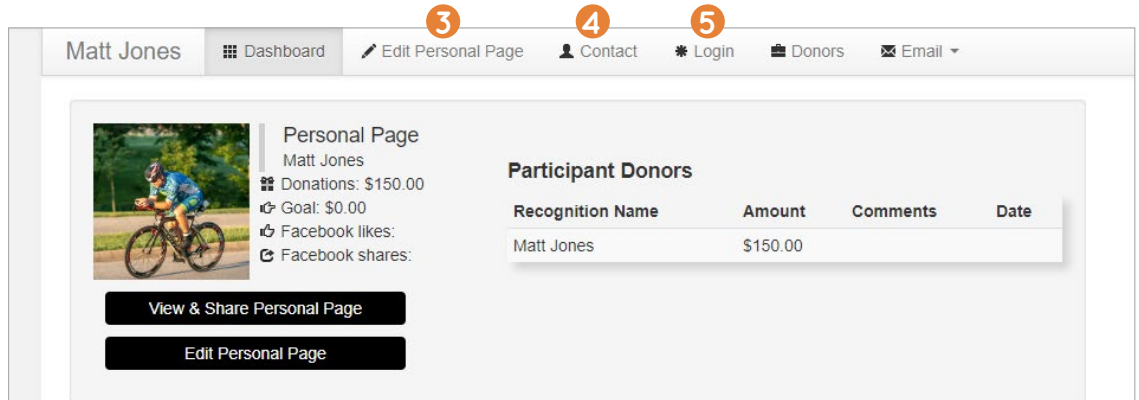 3 4 5
Matt Jones Dashboard Edit Personal Page Contact Login Donors Email
Personal Page
Matt Jones
Donations: $150.00
Goal: $0.00
Facebook likes:
Facebook shares:
View & Share Personal Page
Edit Personal Page
Participant Donors
Recognition Name Amount Comments Date
Matt Jones $150.00